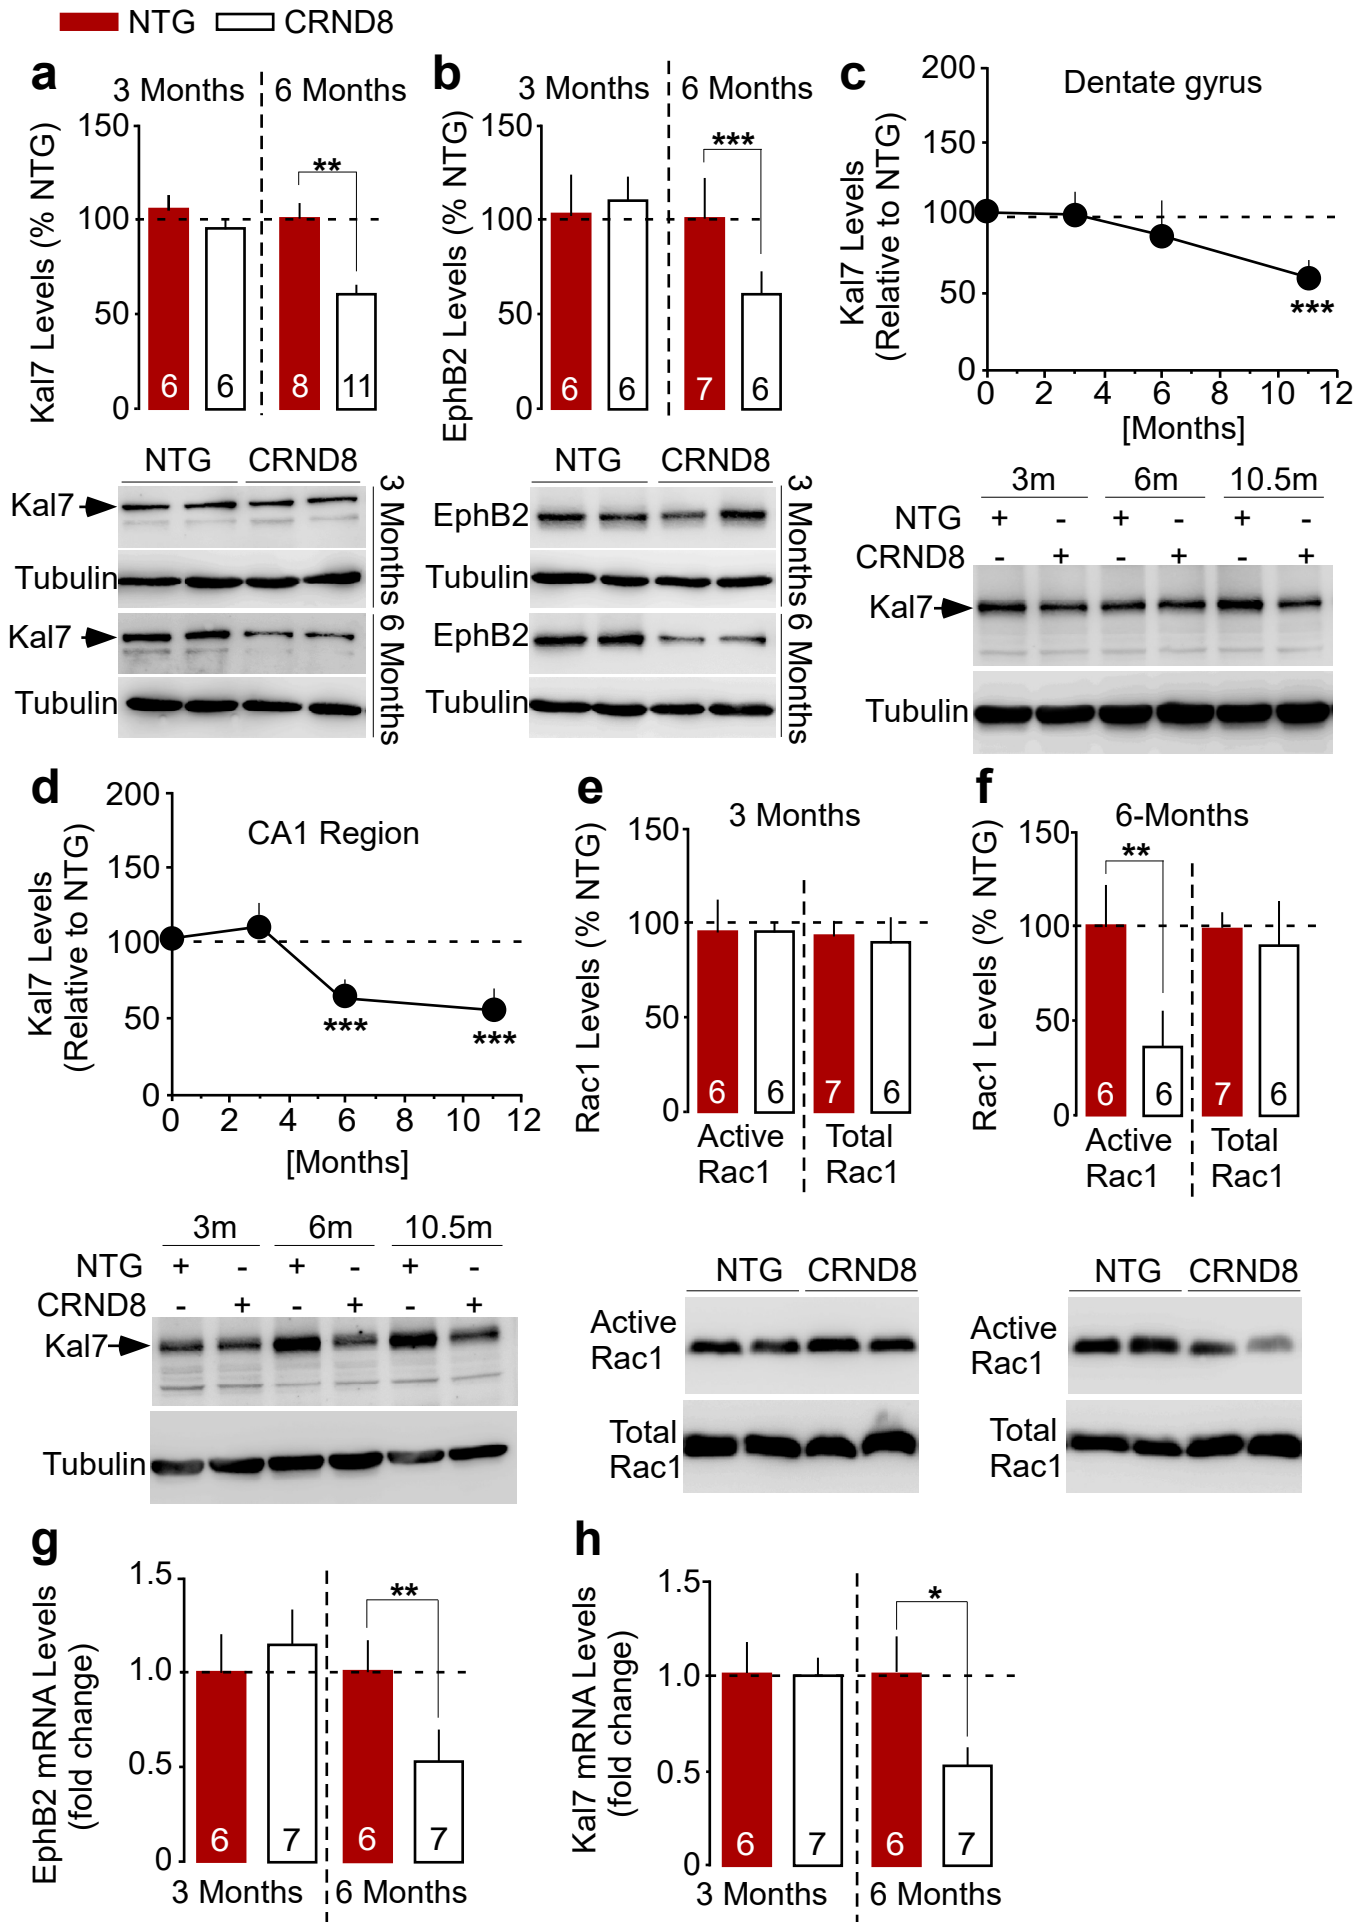 NTG CRND8
a
3 Months 6 Months
Kal7 Levels (% NTG)
150
100
50
0
**
6 6 8 11
NTG CRND8
Kal7
Tubulin
Kal7
Tubulin
3 Months 6 Months
b
3 Months 6 Months
EphB2 Levels (% NTG)
150
100
50
0
***
6 6 7 6
NTG CRND8
EphB2
Tubulin
EphB2
Tubulin
3 Months 6 Months
c
Dentate gyrus
Kal7 Levels
(Relative to NTG)
200
150
100
50
0
***
0 2 4 6 8 10 12
[Months]
3m 6m 10.5m
NTG + - + - + -
CRND8 - + - + - +
Kal7
Tubulin
d
CA1 Region
Kal7 Levels
(Relative to NTG)
200
150
100
50
0
*** ***
0 2 4 6 8 10 12
[Months]
3m 6m 10.5m
NTG + - + - + -
CRND8 - + - + - +
Kal7
Tubulin
e
3 Months
Rac1 Levels (% NTG)
150
100
50
0
6 6 7 6
Active Total
Rac1 Rac1
NTG CRND8
Active
Rac1
Total
Rac1
f
6-Months
Rac1 Levels (% NTG)
150
100
50
0
**
6 6 7 6
Active Total
Rac1 Rac1
NTG CRND8
Active
Rac1
Total
Rac1
g
EphB2 mRNA Levels
(fold change)
1.5
1.0
0.5
0
**
6 7 6 7
3 Months 6 Months
h
Kal7 mRNA Levels
(fold change)
1.5
1.0
0.5
0
*
6 7 6 7
3 Months 6 Months